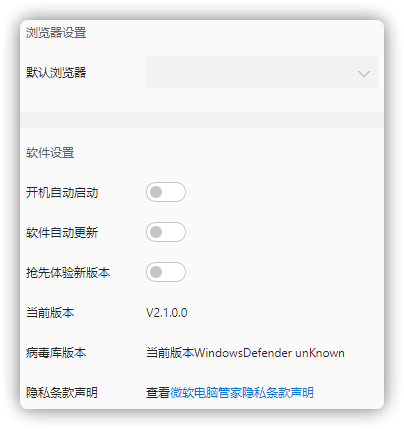 浏览器设置
默认浏览器
软件设置
开机自动启动
软件自动更新
抢先体验新版本
当前版本 V2.1.0.0
病毒库版本 当前版本WindowsDefender unKnown
隐私条款声明 查看微软电脑管家隐私条款声明